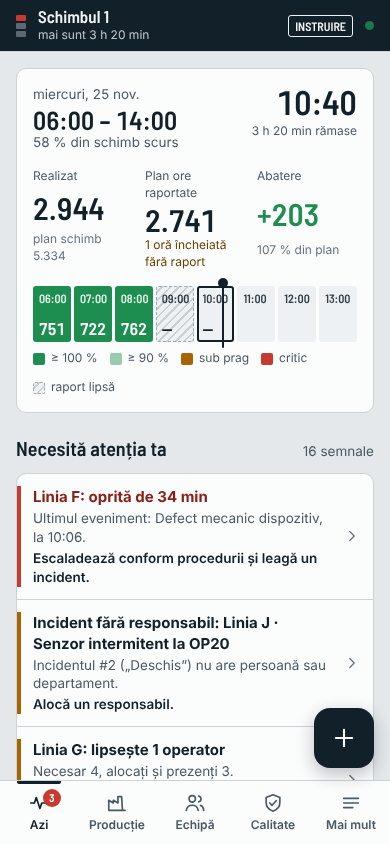 Schimbul 1
mai sunt 3 h 20 min
INSTRUIRE
miercuri, 25 nov.
06:00 – 14:00
58 % din schimb scurs
10:40
3 h 20 min rămase
Realizat
2.944
plan schimb
5.334
Plan ore
raportate
2.741
1 oră încheiată
fără raport
Abatere
+203
107 % din plan
06:00 07:00 08:00 09:00 10:00 11:00 12:00 13:00
751 722 762 – –
≥ 100 % ≥ 90 % sub prag critic
raport lipsă
Necesită atenția ta
16 semnale
Linia F: oprită de 34 min
Ultimul eveniment: Defect mecanic dispozitiv,
la 10:06.
Escaladează conform procedurii și leagă un
incident.
Incident fără responsabil: Linia J ·
Senzor intermitent la OP20
Incidentul #2 („Deschis”) nu are persoană sau
departament.
Alocă un responsabil.
Linia G: lipsește 1 operator
Necesar 4, alocați și prezenți 3.
3
Azi Producție Echipă Calitate Mai mult